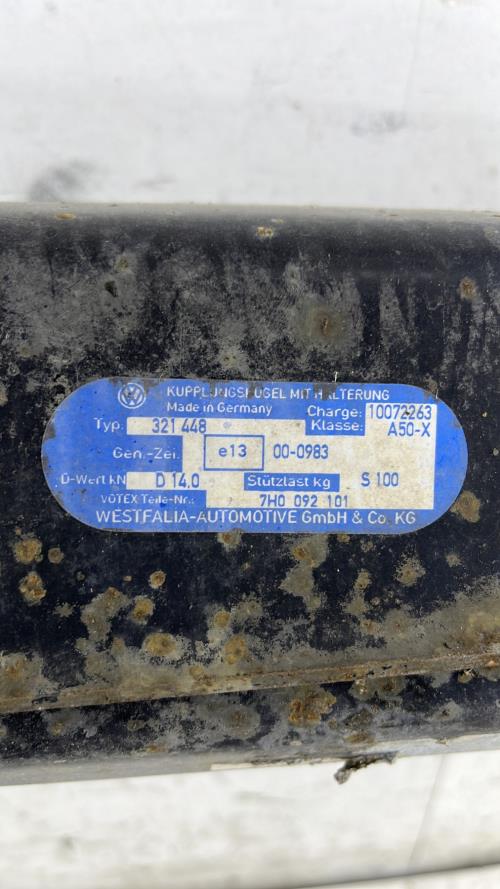 KUPPLUNGSKUGEL MIT HALTERUNG
Made in Germany Charge: 10072263
Typ: 321 448 Klasse: A50-X
Gen.-Zei. e13 00-0983
D-Wert kN D 14.0 Stützlast kg S 100
VOTEX Teile-Nr.: 7H0 092 101
WESTFALIA-AUTOMOTIVE GmbH & Co. KG